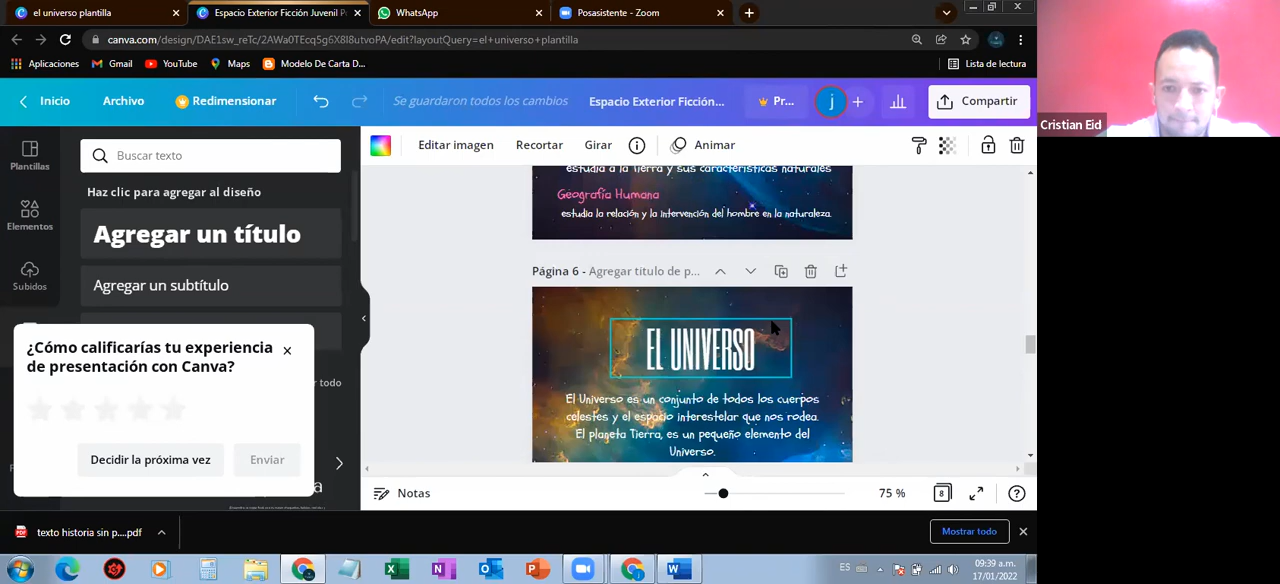 el universo plantilla
Espacio Exterior Ficción Juvenil P
WhatsApp
Posasistente - Zoom
canva.com/design/DAE1sw_reTc/2AWa0TEcq5g6X8I8utvoPA/edit?layoutQuery=el+universo+plantilla
Aplicaciones
Gmail
YouTube
Maps
Modelo De Carta D...
Lista de lectura
Inicio
Archivo
Redimensionar
Se guardaron todos los cambios
Espacio Exterior Ficción...
Pr...
j
Compartir
Cristian Eid
Plantillas
Elementos
Subidos
Buscar texto
Haz clic para agregar al diseño
Agregar un título
Agregar un subtítulo
Editar imagen
Recortar
Girar
Animar
estudia a la Tierra y sus características naturales
Geografía Humana
estudia la relación y la intervención del hombre en la naturaleza.
Página 6 - Agregar título de p...
EL UNIVERSO
El Universo es un conjunto de todos los cuerpos
celestes y el espacio interestelar que nos rodea.
El planeta Tierra, es un pequeño elemento del
Universo.
¿Cómo calificarías tu experiencia
de presentación con Canva?
r todo
Decidir la próxima vez
Enviar
Notas
75 %
8
texto historia sin p....pdf
Mostrar todo
ES
09:39 a.m.
17/01/2022